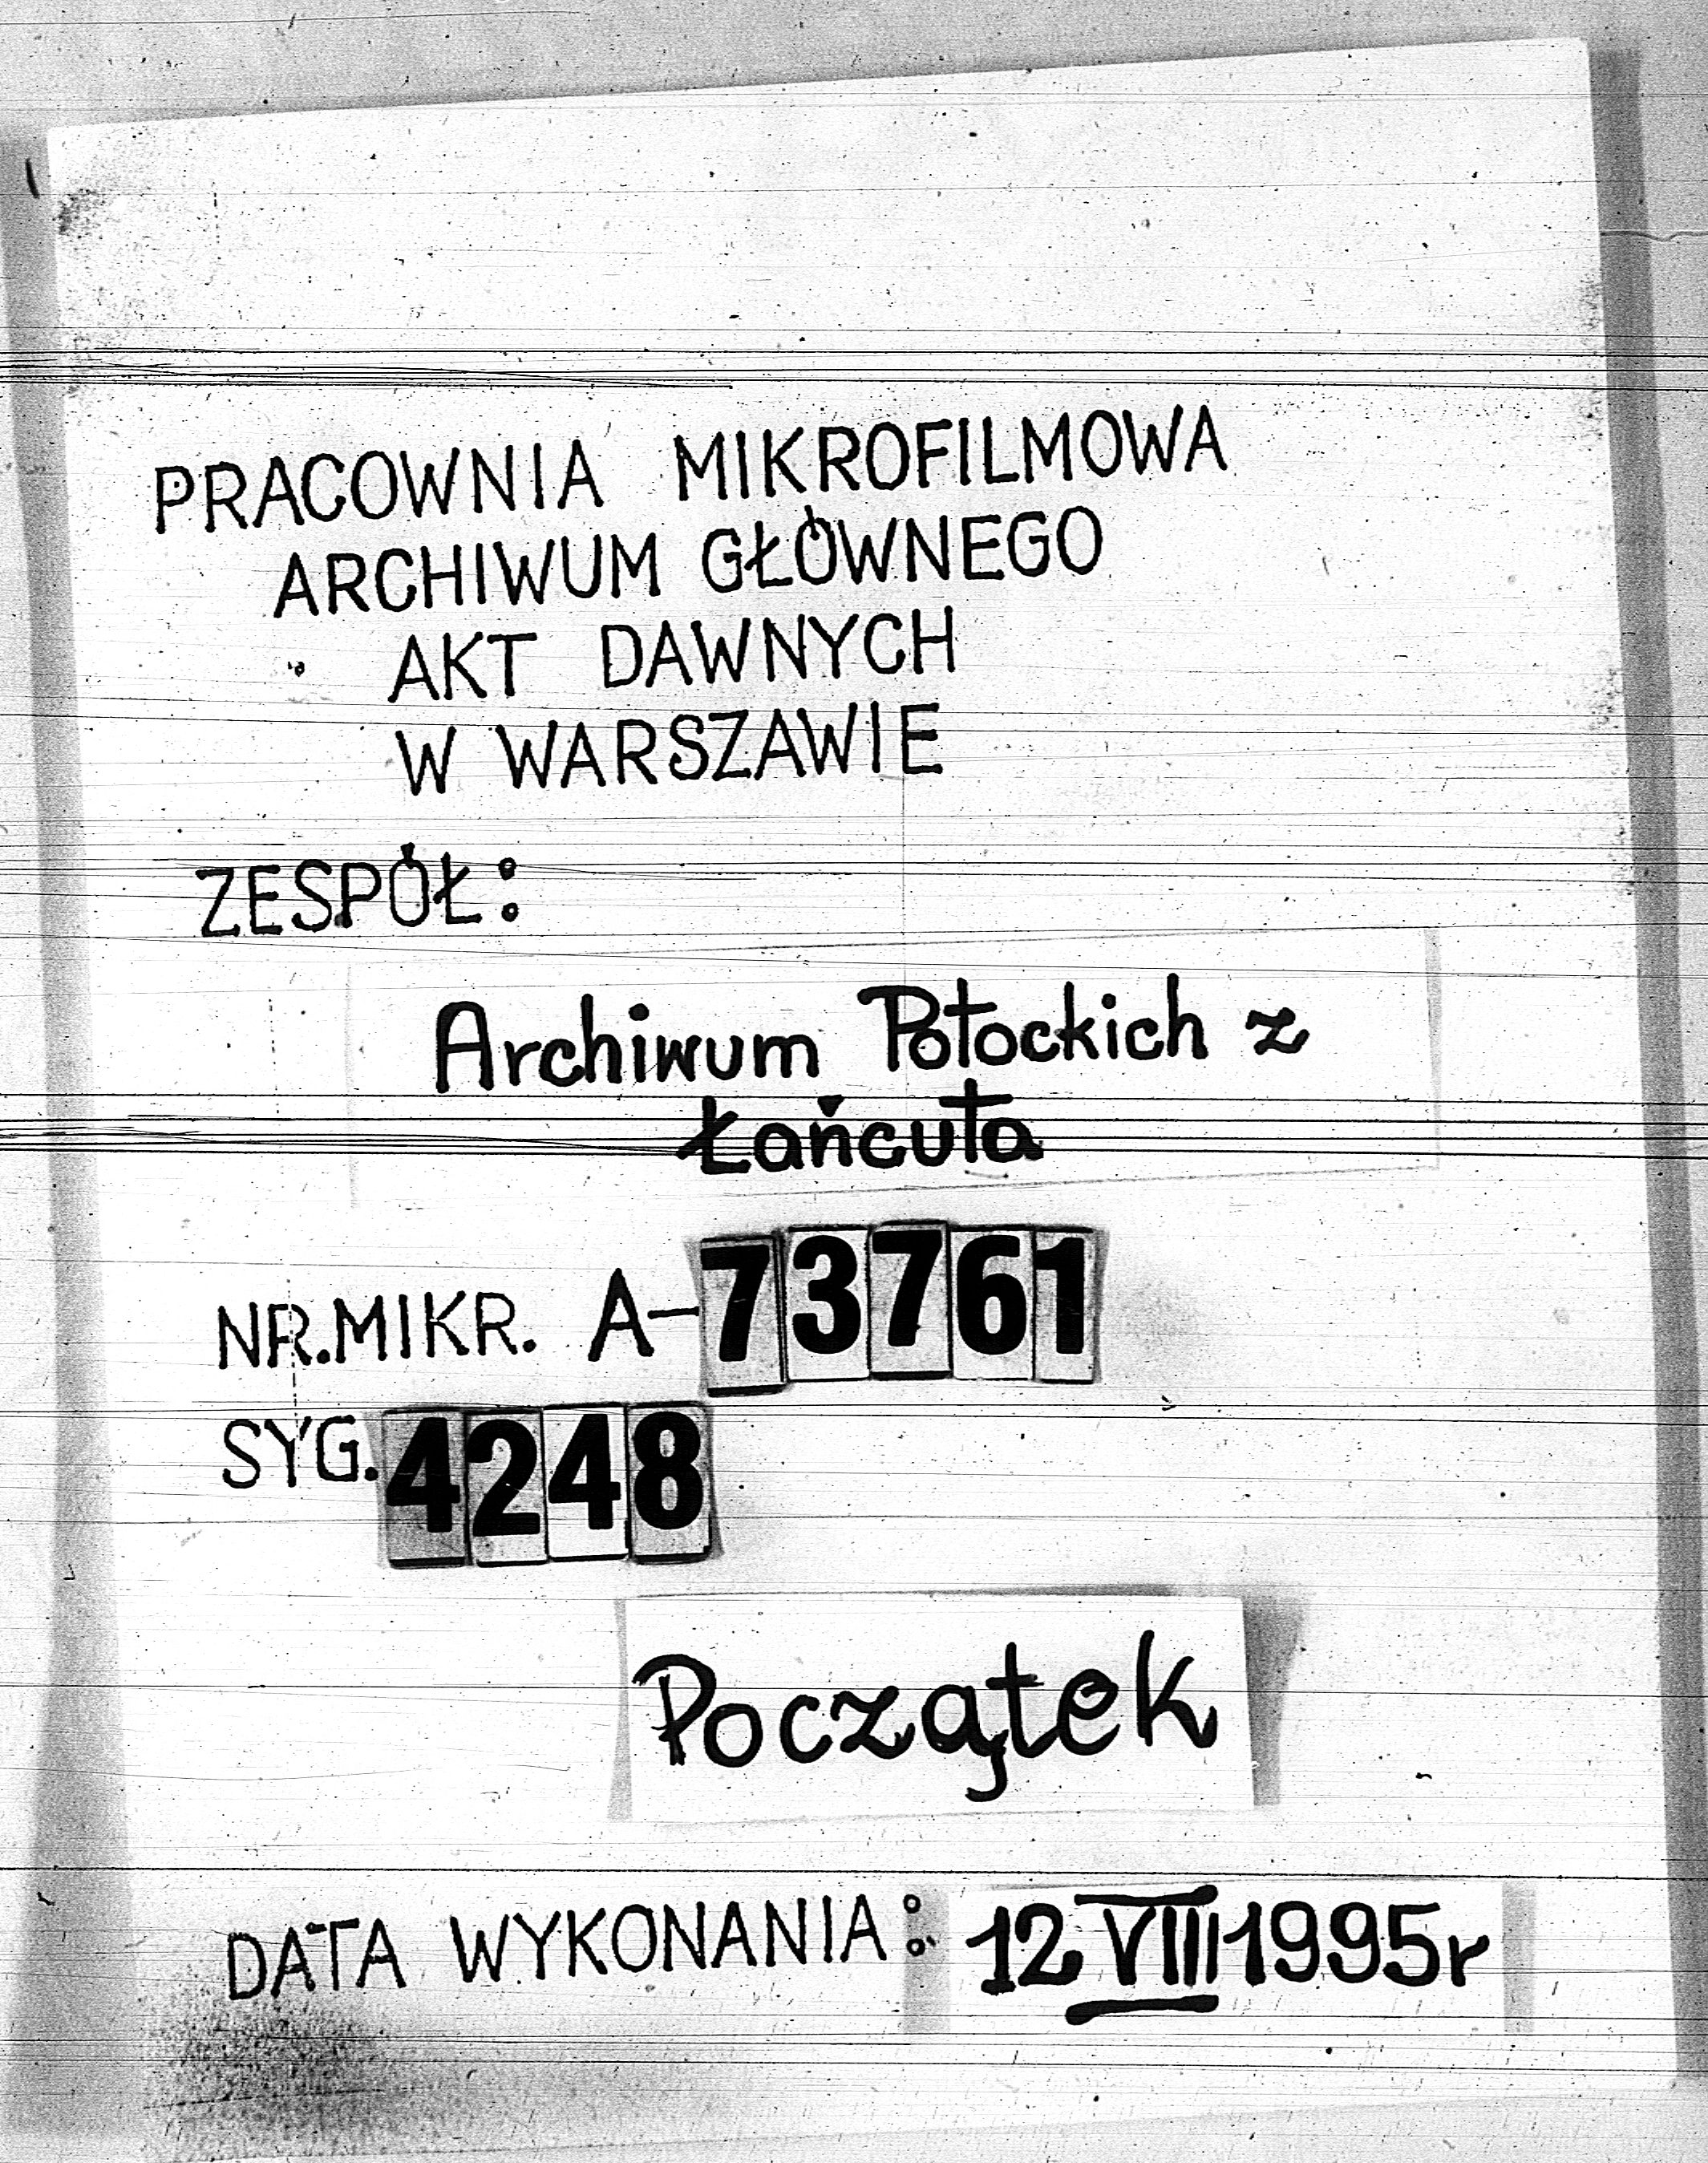 PRACOWNIA MIKROFILMOWA
ARCHIWUM GŁÓWNEGO
AKT DAWNYCH
W WARSZAWIE
ZESPÓŁ:
Archiwum Potockich z
Łańcuta
NR.MIKR. A-73761
SYG. 4248
Początek
DATA WYKONANIA: 12 VIII 1995r